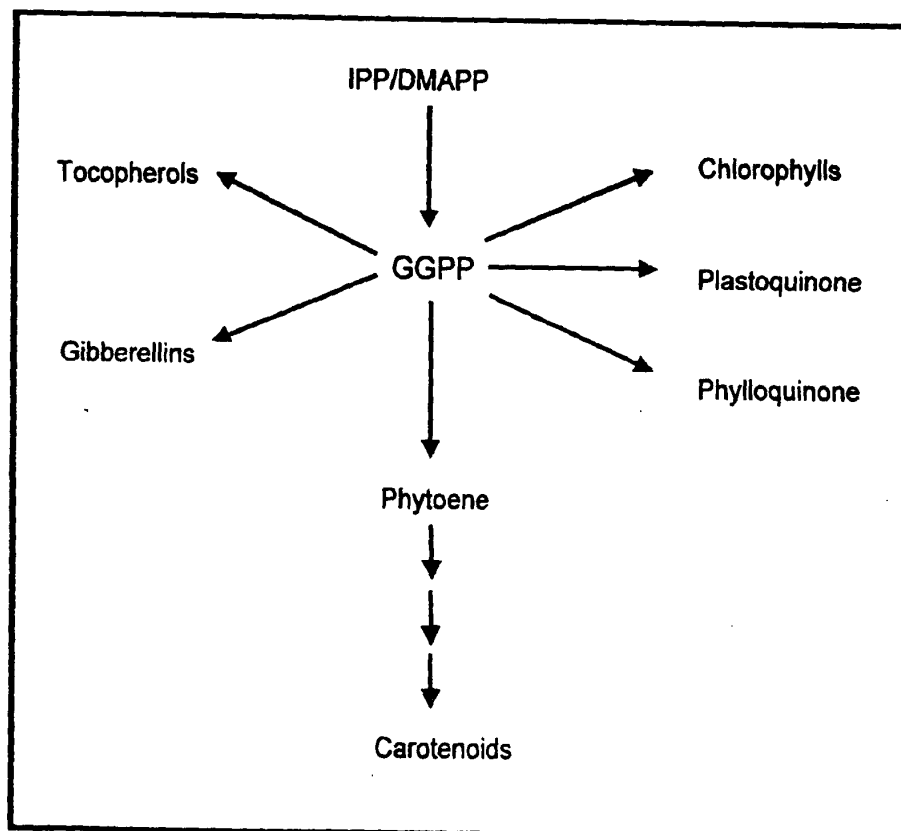 IPP/DMAPP
Tocopherols
Chlorophylls
GGPP
Plastoquinone
Gibberellins
Phylloquinone
Phytoene
Carotenoids